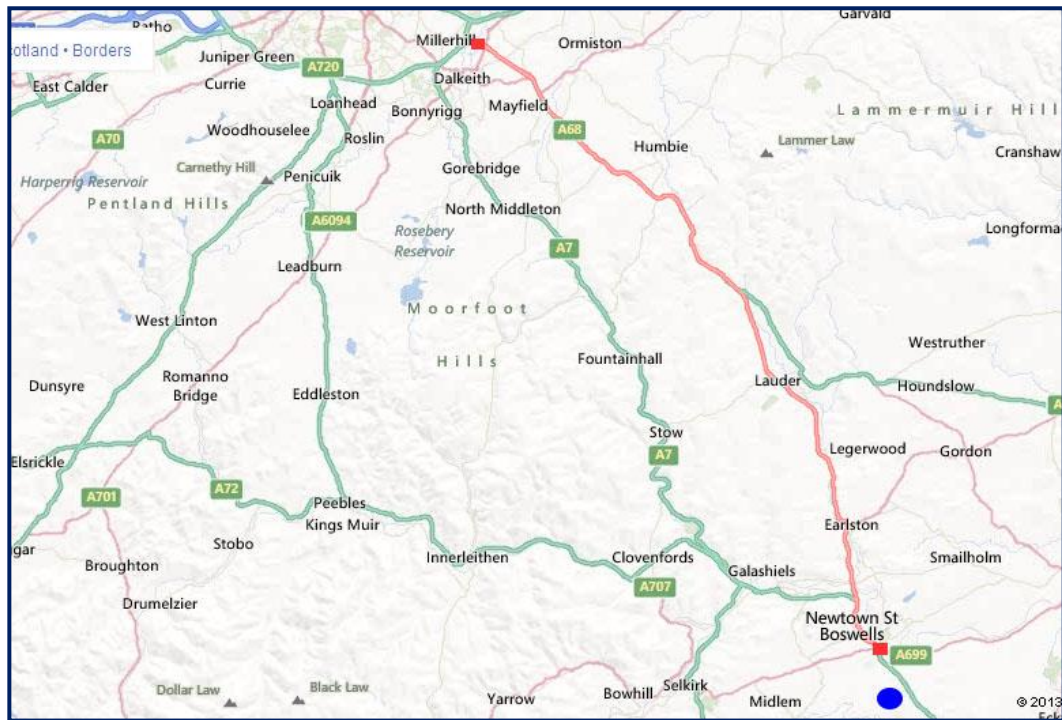 Ratho
Millerhill
Garvald
cotland • Borders
Juniper Green
Ormiston
A720
East Calder
Currie
Dalkeith
Loanhead
Bonnyrigg
Mayfield
Lammermuir Hill
Woodhouselee
A68
A70
Roslin
Humbie
Lammer Law
Cranshaw
Carnethy Hill
Gorebridge
Harperrig Reservoir
Penicuik
Pentland Hills
North Middleton
A6094
Rosebery
Reservoir
Longforma
A7
Leadburn
Moorfoot
Hills
West Linton
Westruther
Fountainhall
Dunsyre
Romanno
Bridge
Lauder
Houndslow
Eddleston
A
Stow
Legerwood
Gordon
Elsrickle
A7
A72
A701
Peebles
Kings Muir
Earlston
Stobo
gar
Broughton
Innerleithen
Clovenfords
Smailholm
Galashiels
A707
Drumelzier
Newtown St
Boswells
A699
Dollar Law
Black Law
Yarrow
Bowhill
Selkirk
Midlem
© 2013